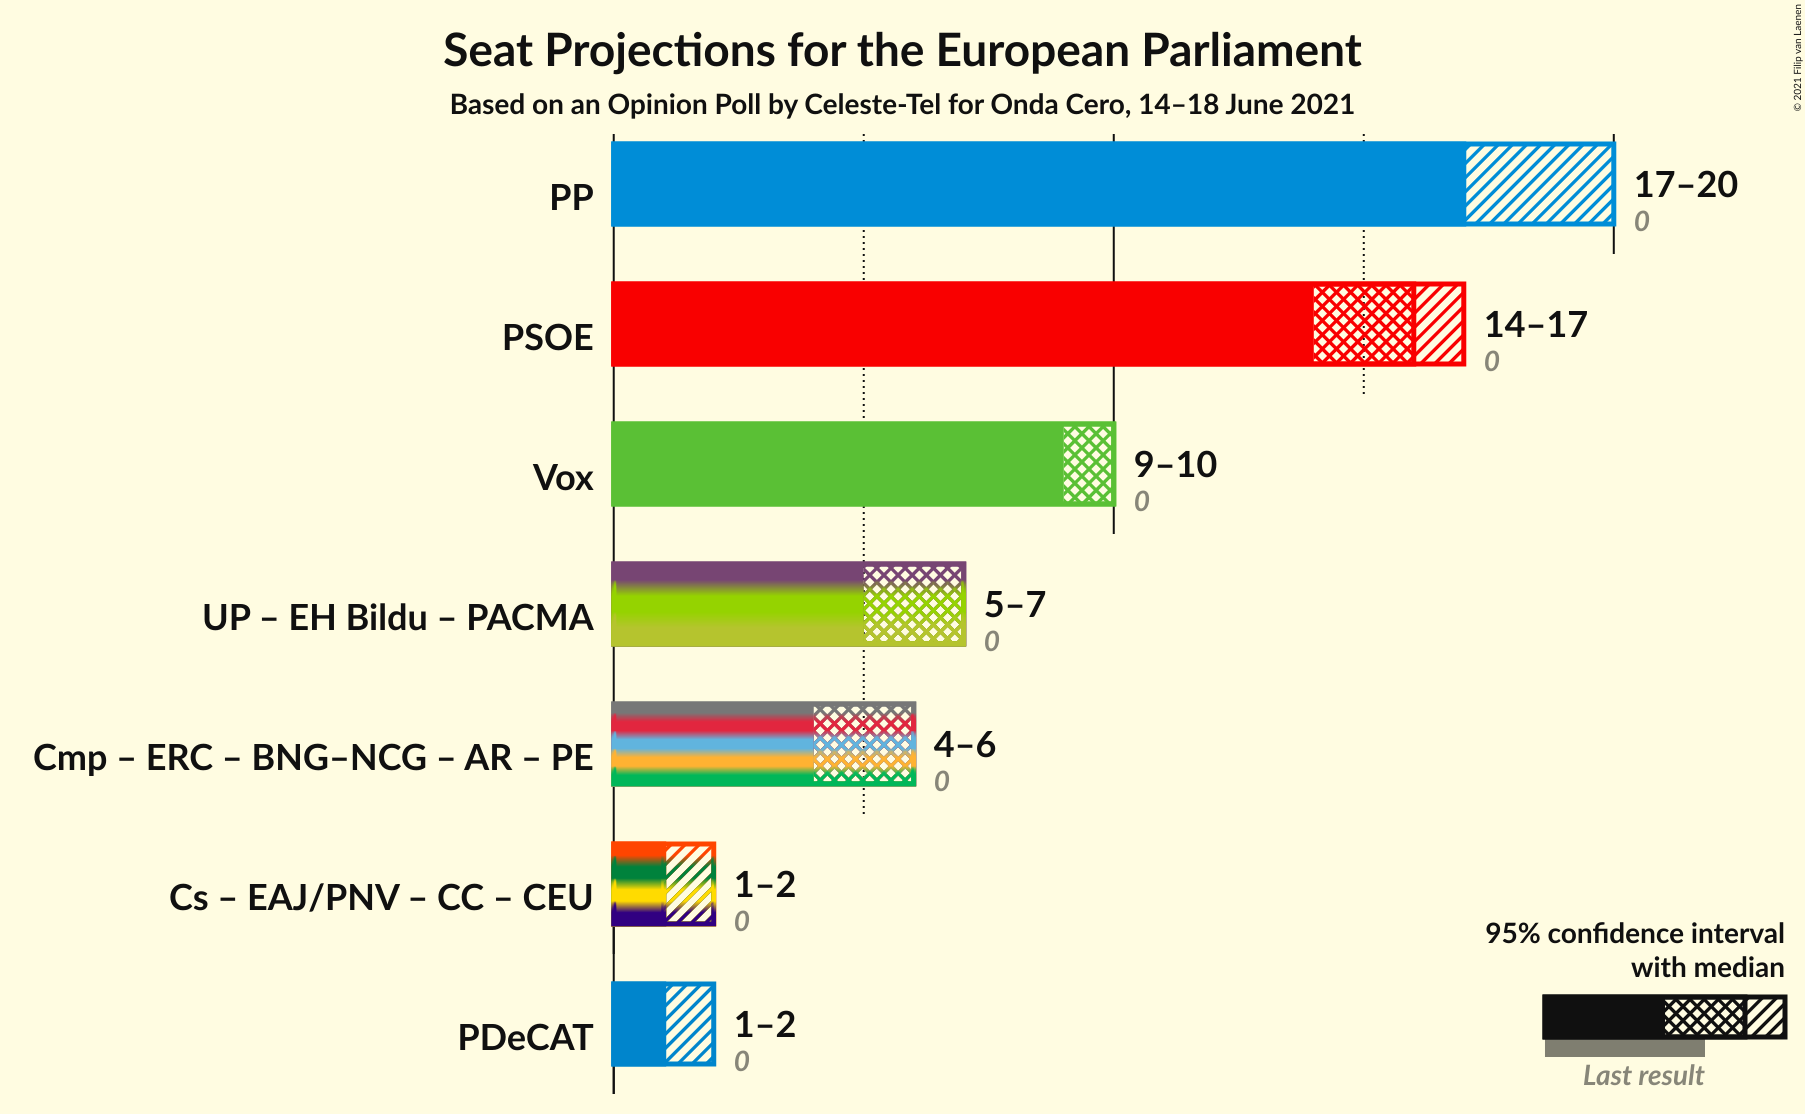 Seat Projections for the European Parliament
Based on an Opinion Poll by Celeste-Tel for Onda Cero, 14–18 June 2021
© 2021 Filip van Laenen
PP
17–20
0
PSOE
14–17
0
Vox
9–10
0
UP – EH Bildu – PACMA
5–7
0
Cmp – ERC – BNG–NCG – AR – PE
4–6
0
Cs – EAJ/PNV – CC – CEU
1–2
0
PDeCAT
1–2
0
95% confidence interval
with median
Last result